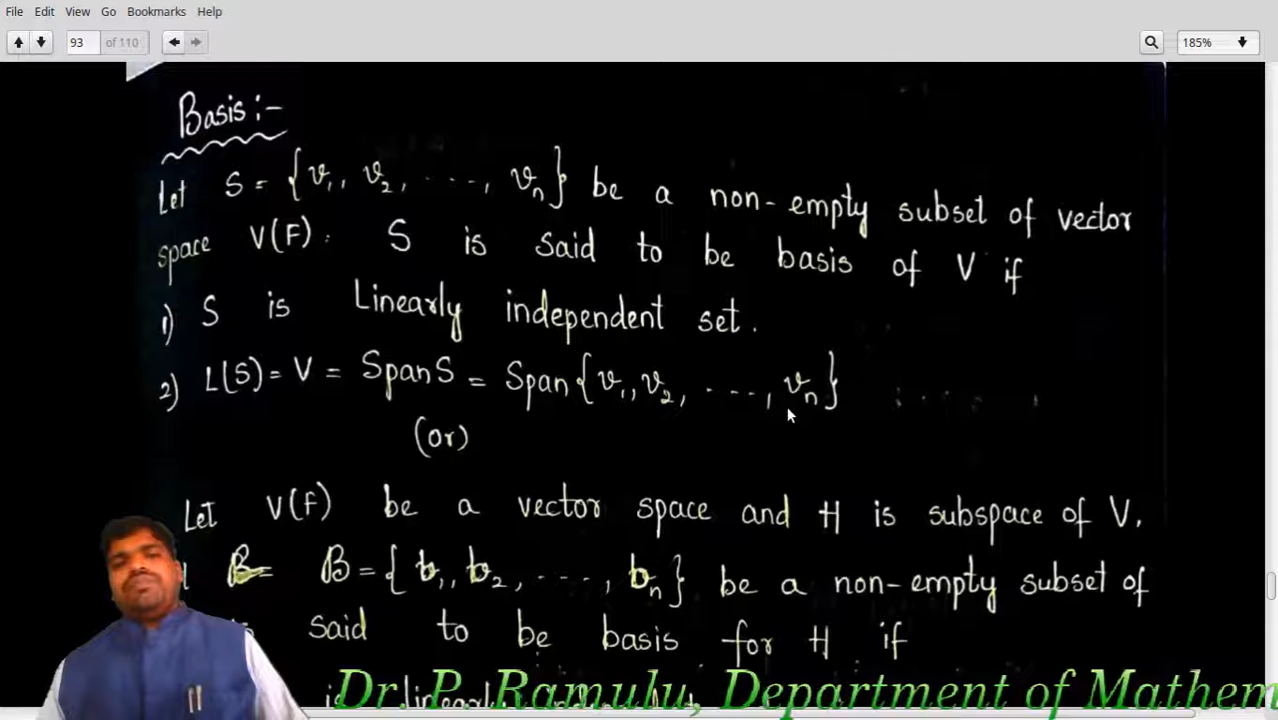 File Edit View Go Bookmarks Help
93 of 110 185%
Basis:-
Let S = {v₁, v₂, ....., vₙ} be a non-empty subset of vector
space V(F). S is said to be basis of V if
1) S is Linearly independent set.
2) L(S) = V = Span S = Span {v₁, v₂, ....., vₙ}
(or)
Let V(F) be a vector space and H is subspace of V.
B = B = {b₁, b₂, ....., bₙ} be a non-empty subset of
said to be basis for H if
Dr. P. Ramulu, Department of Mathem